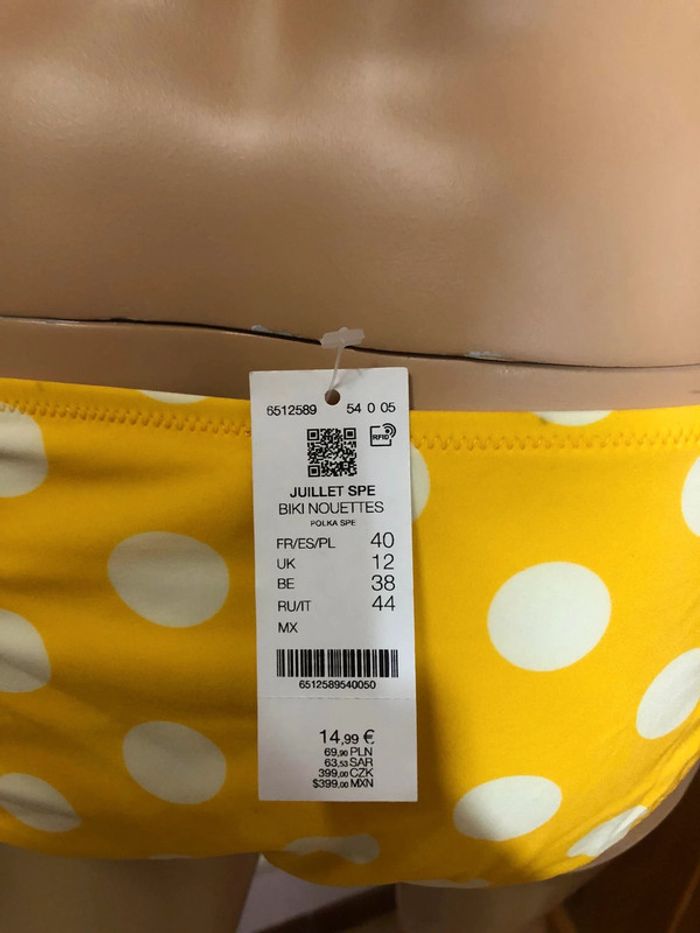 6512589 54 0 05
RFID
JUILLET SPE
BIKI NOUETTES
POLKA SPE
FR/ES/PL 40
UK 12
BE 38
RU/IT 44
MX
6512589540050
14,99 €
69,90 PLN
63,53 SAR
399,00 CZK
$399,00 MXN